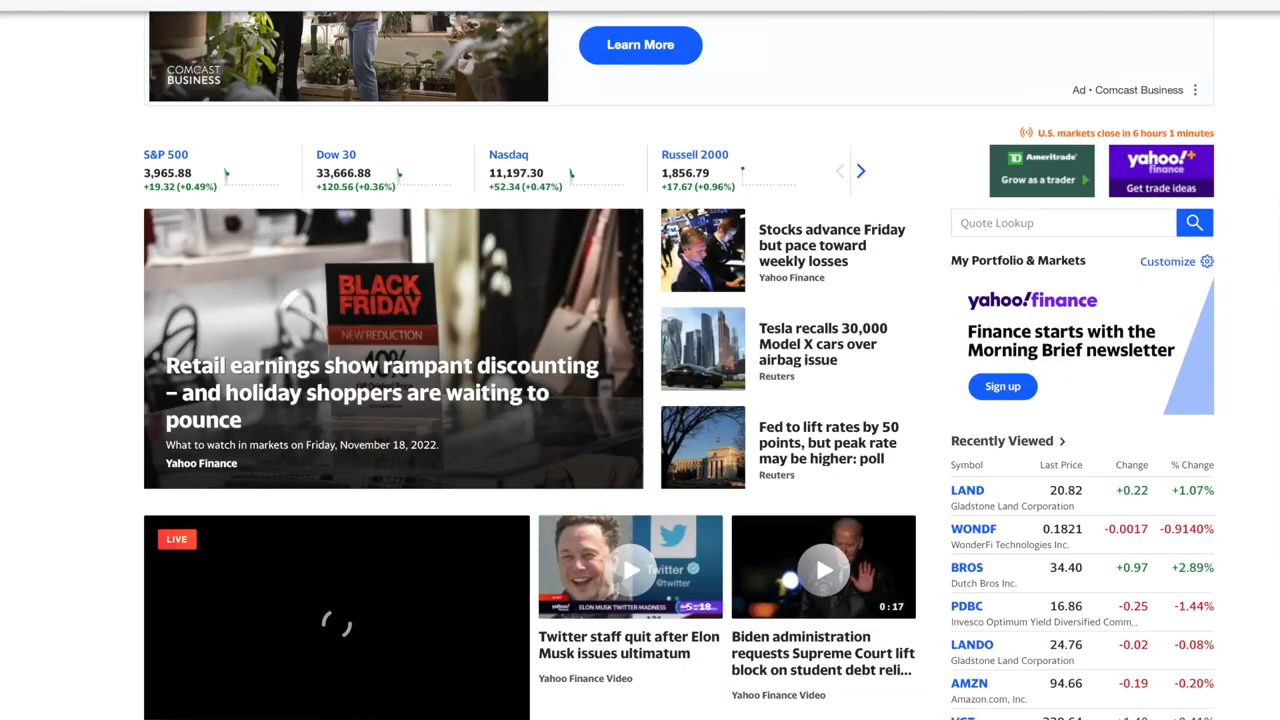 COMCAST
BUSINESS
Learn More
Ad • Comcast Business
U.S. markets close in 6 hours 1 minutes
S&P 500
3,965.88
+19.32 (+0.49%)
Dow 30
33,666.88
+120.56 (+0.36%)
Nasdaq
11,197.30
+52.34 (+0.47%)
Russell 2000
1,856.79
+17.67 (+0.96%)
TD Ameritrade
Grow as a trader
yahoo!+
finance
Get trade ideas
BLACK
FRIDAY
NEW REDUCTION
40%
Retail earnings show rampant discounting
– and holiday shoppers are waiting to
pounce
What to watch in markets on Friday, November 18, 2022.
Yahoo Finance
Stocks advance Friday
but pace toward
weekly losses
Yahoo Finance
Tesla recalls 30,000
Model X cars over
airbag issue
Reuters
Fed to lift rates by 50
points, but peak rate
may be higher: poll
Reuters
Quote Lookup
My Portfolio & Markets
Customize
yahoo!finance
Finance starts with the
Morning Brief newsletter
Sign up
Recently Viewed
Symbol Last Price Change % Change
LAND 20.82 +0.22 +1.07%
Gladstone Land Corporation
WONDF 0.1821 -0.0017 -0.9140%
WonderFi Technologies Inc.
BROS 34.40 +0.97 +2.89%
Dutch Bros Inc.
PDBC 16.86 -0.25 -1.44%
Invesco Optimum Yield Diversified Comm...
LANDO 24.76 -0.02 -0.08%
Gladstone Land Corporation
AMZN 94.66 -0.19 -0.20%
Amazon.com, Inc.
LIVE
Twitter
@twitter
ELON MUSK TWITTER MADNESS
5:18
Twitter staff quit after Elon
Musk issues ultimatum
Yahoo Finance Video
0:17
Biden administration
requests Supreme Court lift
block on student debt reli...
Yahoo Finance Video